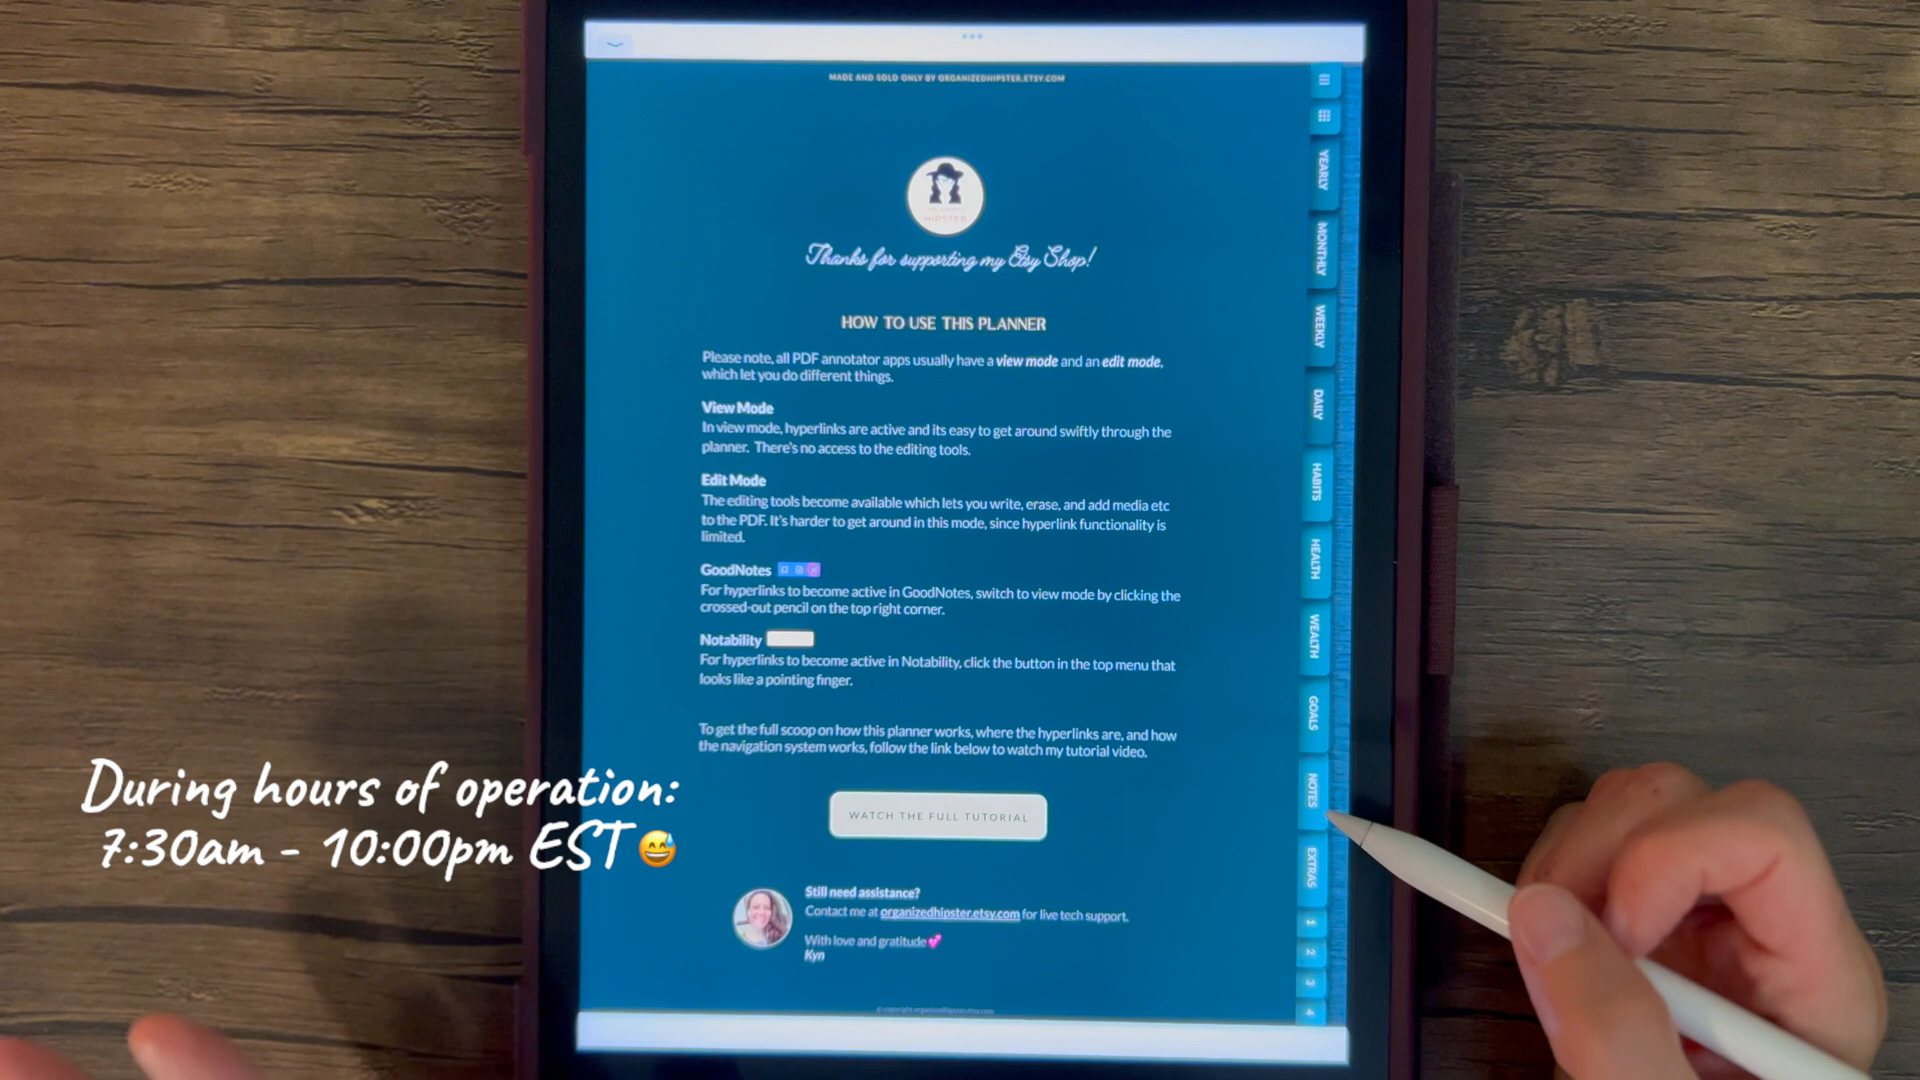 MADE AND SOLD ONLY BY ORGANIZEDHIPSTER.ETSY.COM
HIPSTER
Thanks for supporting my Etsy Shop!
HOW TO USE THIS PLANNER
Please note, all PDF annotator apps usually have a view mode and an edit mode,
which let you do different things.
View Mode
In view mode, hyperlinks are active and its easy to get around swiftly through the
planner. There's no access to the editing tools.
Edit Mode
The editing tools become available which lets you write, erase, and add media etc
to the PDF. It's harder to get around in this mode, since hyperlink functionality is
limited.
GoodNotes
For hyperlinks to become active in GoodNotes, switch to view mode by clicking the
crossed-out pencil on the top right corner.
Notability
For hyperlinks to become active in Notability, click the button in the top menu that
looks like a pointing finger.
To get the full scoop on how this planner works, where the hyperlinks are, and how
the navigation system works, follow the link below to watch my tutorial video.
WATCH THE FULL TUTORIAL
Still need assistance?
Contact me at organizedhipster.etsy.com for live tech support.
With love and gratitude💕
Kyn
© copyright organizedhipster.etsy.com
YEARLY
MONTHLY
WEEKLY
DAILY
HABITS
HEALTH
WEALTH
GOALS
NOTES
EXTRAS
1
2
3
4
During hours of operation:
7:30am - 10:00pm EST😅